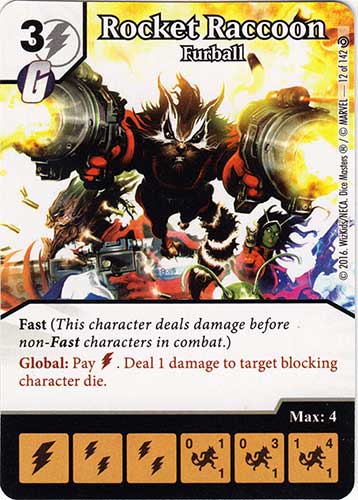 3
Rocket Raccoon
Furball
G
© 2016. WizKids/NECA. Dice Masters ® / © MARVEL — 12 of 142
Fast (This character deals damage before
non-Fast characters in combat.)
Global: Pay . Deal 1 damage to target blocking
character die.
Max: 4
0 1 1
0 3 1
1 4 1